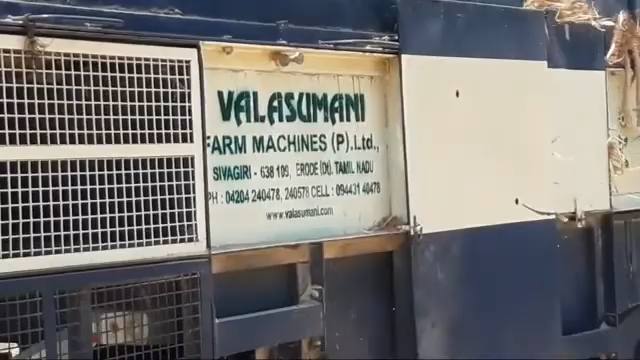 VALASUMANI
FARM MACHINES (P).Ltd.,
SIVAGIRI - 638 109, ERODE (Dt). TAMIL NADU
PH : 04204 240478, 240578 CELL : 094431 40478
www.valasumani.com